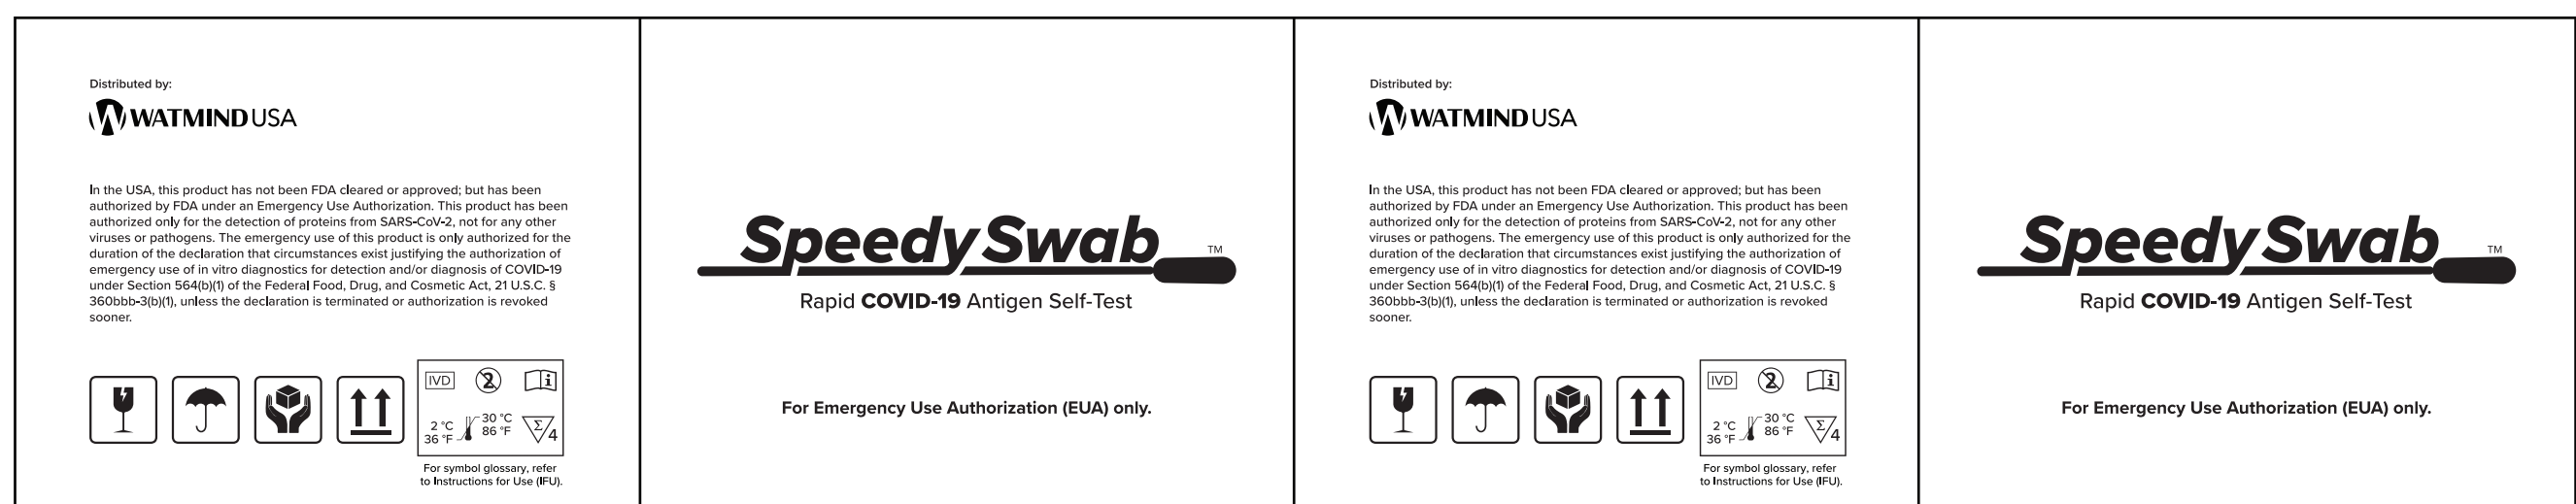 Distributed by:
WATMIND USA
In the USA, this product has not been FDA cleared or approved; but has been
authorized by FDA under an Emergency Use Authorization. This product has been
authorized only for the detection of proteins from SARS-CoV-2, not for any other
viruses or pathogens. The emergency use of this product is only authorized for the
duration of the declaration that circumstances exist justifying the authorization of
emergency use of in vitro diagnostics for detection and/or diagnosis of COVID-19
under Section 564(b)(1) of the Federal Food, Drug, and Cosmetic Act, 21 U.S.C. §
360bbb-3(b)(1), unless the declaration is terminated or authorization is revoked
sooner.
IVD 2 i
2 °C 30 °C
36 °F 86 °F Σ 4
For symbol glossary, refer
to Instructions for Use (IFU).
SpeedySwab™
Rapid COVID-19 Antigen Self-Test
For Emergency Use Authorization (EUA) only.
Distributed by:
WATMIND USA
In the USA, this product has not been FDA cleared or approved; but has been
authorized by FDA under an Emergency Use Authorization. This product has been
authorized only for the detection of proteins from SARS-CoV-2, not for any other
viruses or pathogens. The emergency use of this product is only authorized for the
duration of the declaration that circumstances exist justifying the authorization of
emergency use of in vitro diagnostics for detection and/or diagnosis of COVID-19
under Section 564(b)(1) of the Federal Food, Drug, and Cosmetic Act, 21 U.S.C. §
360bbb-3(b)(1), unless the declaration is terminated or authorization is revoked
sooner.
IVD 2 i
2 °C 30 °C
36 °F 86 °F Σ 4
For symbol glossary, refer
to Instructions for Use (IFU).
SpeedySwab™
Rapid COVID-19 Antigen Self-Test
For Emergency Use Authorization (EUA) only.